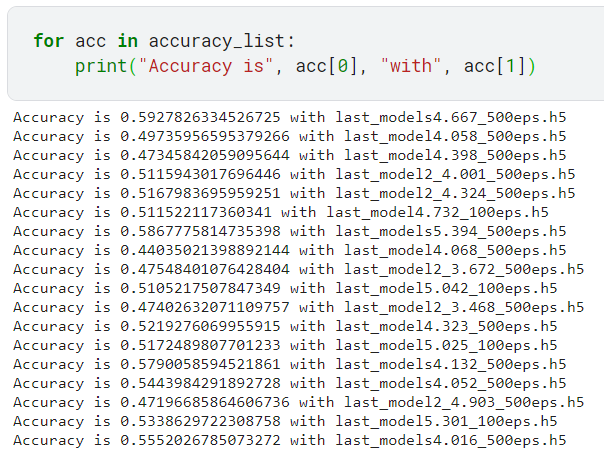 for acc in accuracy_list:
    print("Accuracy is", acc[0], "with", acc[1])
Accuracy is 0.5927826334526725 with last_models4.667_500eps.h5
Accuracy is 0.49735956595379266 with last_model4.058_500eps.h5
Accuracy is 0.47345842059095644 with last_model4.398_500eps.h5
Accuracy is 0.5115943017696446 with last_model2_4.001_500eps.h5
Accuracy is 0.5167983695959251 with last_model2_4.324_500eps.h5
Accuracy is 0.511522117360341 with last_model4.732_100eps.h5
Accuracy is 0.5867775814735398 with last_models5.394_500eps.h5
Accuracy is 0.44035021398892144 with last_model4.068_500eps.h5
Accuracy is 0.47548401076428404 with last_model2_3.672_500eps.h5
Accuracy is 0.5105217507847349 with last_model5.042_100eps.h5
Accuracy is 0.47402632071109757 with last_model2_3.468_500eps.h5
Accuracy is 0.5219276069955915 with last_model4.323_500eps.h5
Accuracy is 0.5172489807701233 with last_model5.025_100eps.h5
Accuracy is 0.5790058594521861 with last_models4.132_500eps.h5
Accuracy is 0.5443984291892728 with last_models4.052_500eps.h5
Accuracy is 0.47196685864606736 with last_model2_4.903_500eps.h5
Accuracy is 0.5338629722308758 with last_model5.301_100eps.h5
Accuracy is 0.5552026785073272 with last_models4.016_500eps.h5